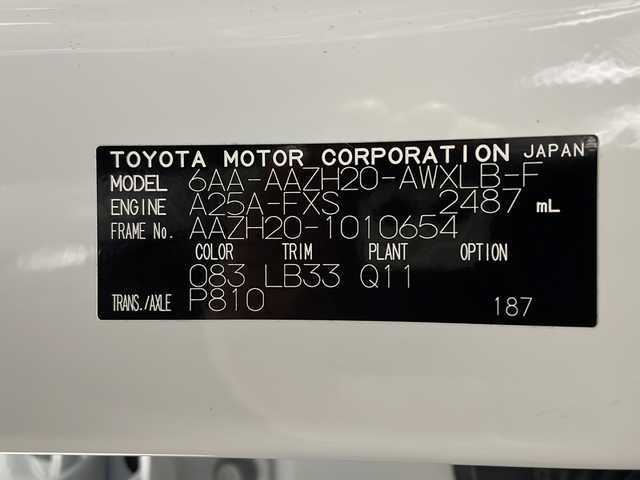 TOYOTA MOTOR CORPORATION JAPAN
MODEL 6AA-AAZH20-AWXLB-F
ENGINE A25A-FXS 2487 mL
FRAME No. AAZH20-1010654
COLOR TRIM PLANT OPTION
083 LB33 Q11
TRANS./AXLE P810 187